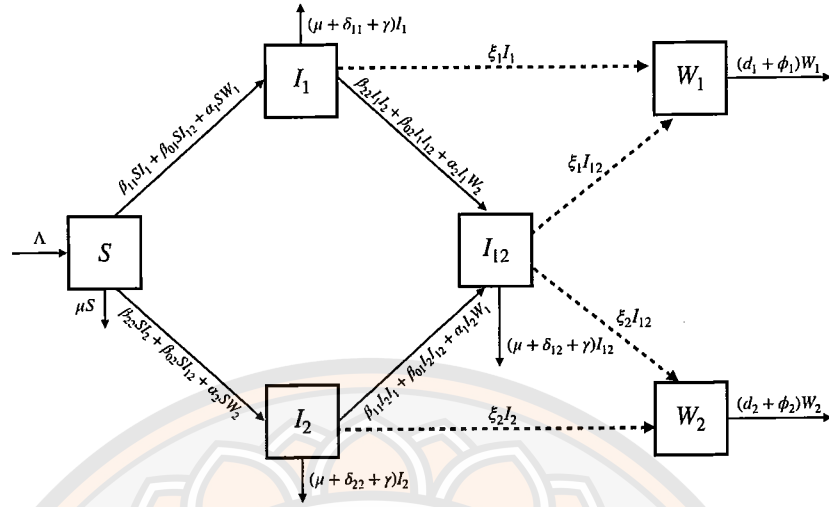 (μ + δ₁₁ + γ)I₁
I₁
ξ₁I₁
W₁
(d₁ + ϕ₁)W₁
β₁₁SI₁ + β₀₁SI₁₂ + α₁SW₁
β₂₂I₁I₂ + β₀₂I₁I₁₂ + α₂I₁W₂
ξ₁I₁₂
Λ
S
I₁₂
μS
ξ₂I₁₂
β₂₂SI₂ + β₀₂SI₁₂ + α₂SW₂
β₁₁I₂I₁ + β₀₁I₂I₁₂ + α₁I₂W₁
(μ + δ₁₂ + γ)I₁₂
I₂
ξ₂I₂
W₂
(d₂ + ϕ₂)W₂
(μ + δ₂₂ + γ)I₂